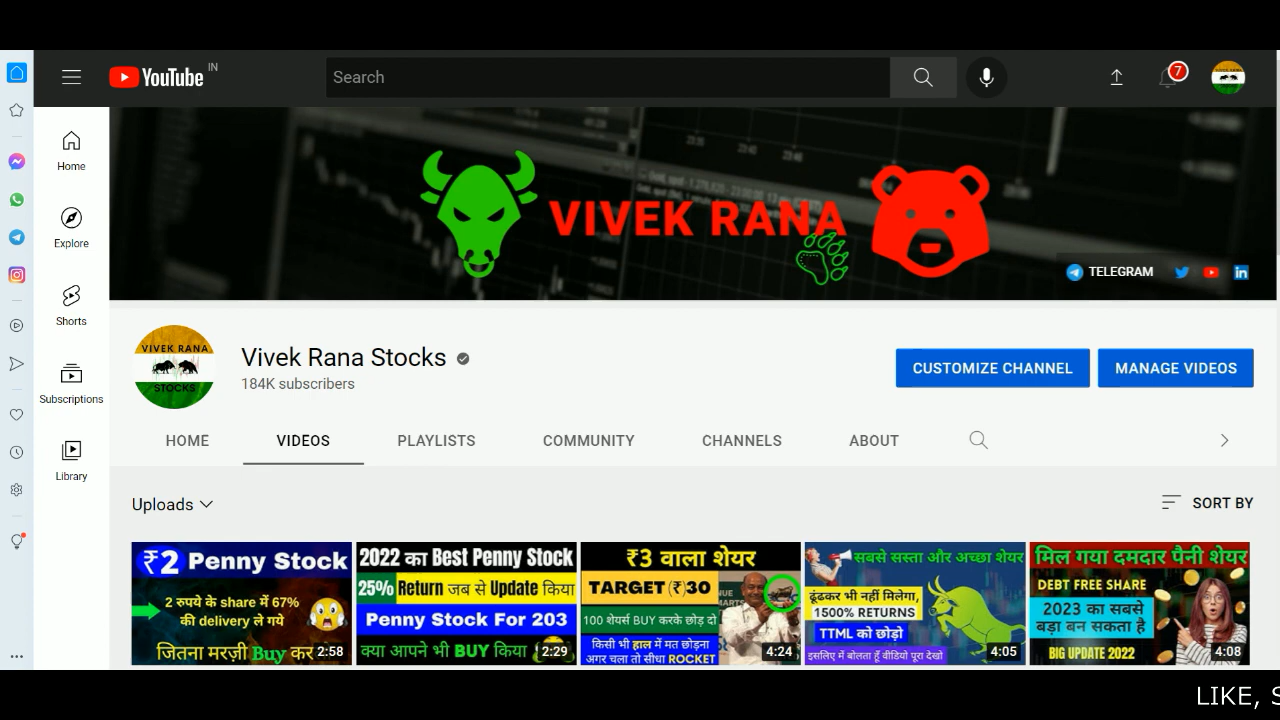 YouTube IN
Search
7
Home
Explore
Shorts
Subscriptions
Library
VIVEK RANA
TELEGRAM
VIVEK RANA
STOCKS
Vivek Rana Stocks
184K subscribers
CUSTOMIZE CHANNEL
MANAGE VIDEOS
HOME
VIDEOS
PLAYLISTS
COMMUNITY
CHANNELS
ABOUT
Uploads
SORT BY
₹2 Penny Stock
2 रुपये के share में 67%
की delivery ले गये
जितना मरज़ी Buy कर
2:58
2022 का Best Penny Stock
25% Return जब से Update किया
Penny Stock For 203
क्या आपने भी BUY किया
2:29
₹3 वाला शेयर
TARGET (₹)30
100 शेयर्स BUY करके छोड़ दो
किसी भी हाल में मत छोड़ना
अगर चला तो सीधा ROCKET
4:24
सबसे सस्ता और अच्छा शेयर
ढूंढकर भी नहीं मिलेगा,
1500% RETURNS
TTML को छोड़ो
इसलिए में बोलता हूँ वीडियो पूरा देखो
4:05
मिल गया दमदार पैनी शेयर
DEBT FREE SHARE
2023 का सबसे
बड़ा बन सकता है
BIG UPDATE 2022
4:08
LIKE,